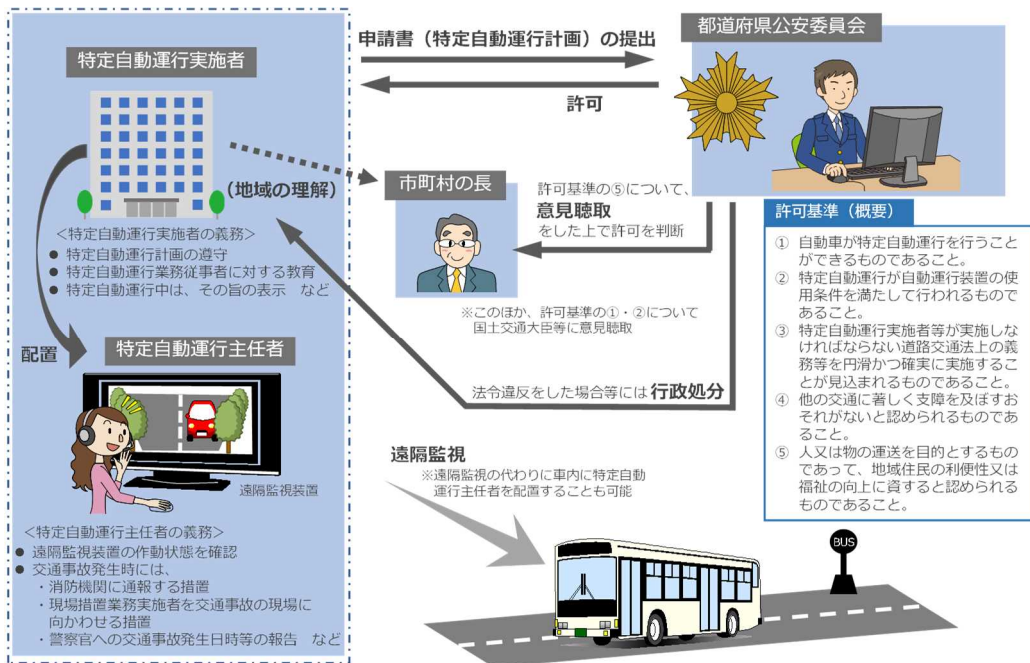 申請書（特定自動運行計画）の提出
許可
都道府県公安委員会
特定自動運行実施者
（地域の理解）
市町村の長
許可基準の⑤について、
意見聴取
をした上で許可を判断
※このほか、許可基準の①・②について
国土交通大臣等に意見聴取
＜特定自動運行実施者の義務＞
● 特定自動運行計画の遵守
● 特定自動運行業務従事者に対する教育
● 特定自動運行中は、その旨の表示　など
配置
特定自動運行主任者
遠隔監視装置
＜特定自動運行主任者の義務＞
● 遠隔監視装置の作動状態を確認
● 交通事故発生時には、
・消防機関に通報する措置
・現場措置業務実施者を交通事故の現場に
向かわせる措置
・警察官への交通事故発生日時等の報告　など
法令違反をした場合等には 行政処分
遠隔監視
※遠隔監視の代わりに車内に特定自動
運行主任者を配置することも可能
許可基準（概要）
① 自動車が特定自動運行を行うこと
ができるものであること。
② 特定自動運行が自動運行装置の使
用条件を満たして行われるもので
あること。
③ 特定自動運行実施者等が実施しな
ければならない道路交通法上の義
務等を円滑かつ確実に実施するこ
とが見込まれるものであること。
④ 他の交通に著しく支障を及ぼすお
それがないと認められるものであ
ること。
⑤ 人又は物の運送を目的とするもの
であって、地域住民の利便性又は
福祉の向上に資すると認められる
ものであること。
BUS